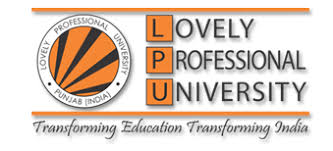 LOVELY PROFESSIONAL UNIVERSITY
PUNJAB (INDIA)
LOVELY
PROFESSIONAL
UNIVERSITY
Transforming Education Transforming India